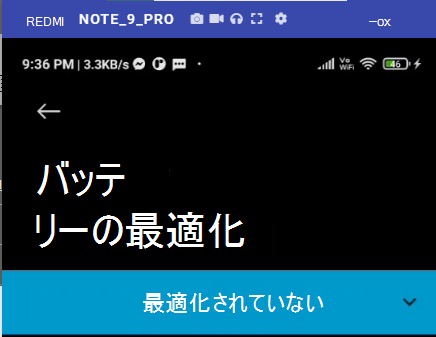 REDMI NOTE_9_PRO –ox
9:36 PM | 3.3KB/s Vo WiFi 46
バッテ
リーの最適化
最適化されていない